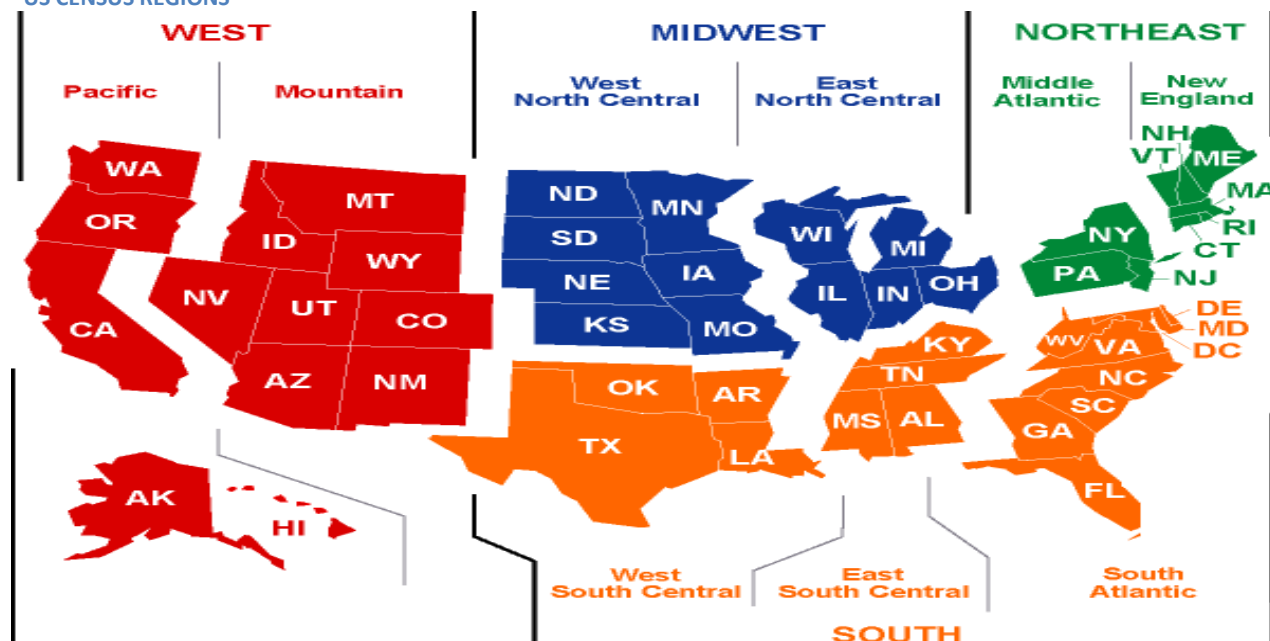 US CENSUS REGIONS
WEST
MIDWEST
NORTHEAST
Pacific
Mountain
West
North Central
East
North Central
Middle
Atlantic
New
England
WA
OR
CA
NV
ID
MT
WY
UT
CO
AZ
NM
AK
HI
ND
SD
NE
KS
MN
IA
MO
WI
MI
IL
IN
OH
NH
VT
ME
MA
RI
CT
NY
PA
NJ
OK
TX
AR
LA
KY
TN
MS
AL
DE
MD
DC
WV
VA
NC
SC
GA
FL
West
South Central
East
South Central
South
Atlantic
SOUTH